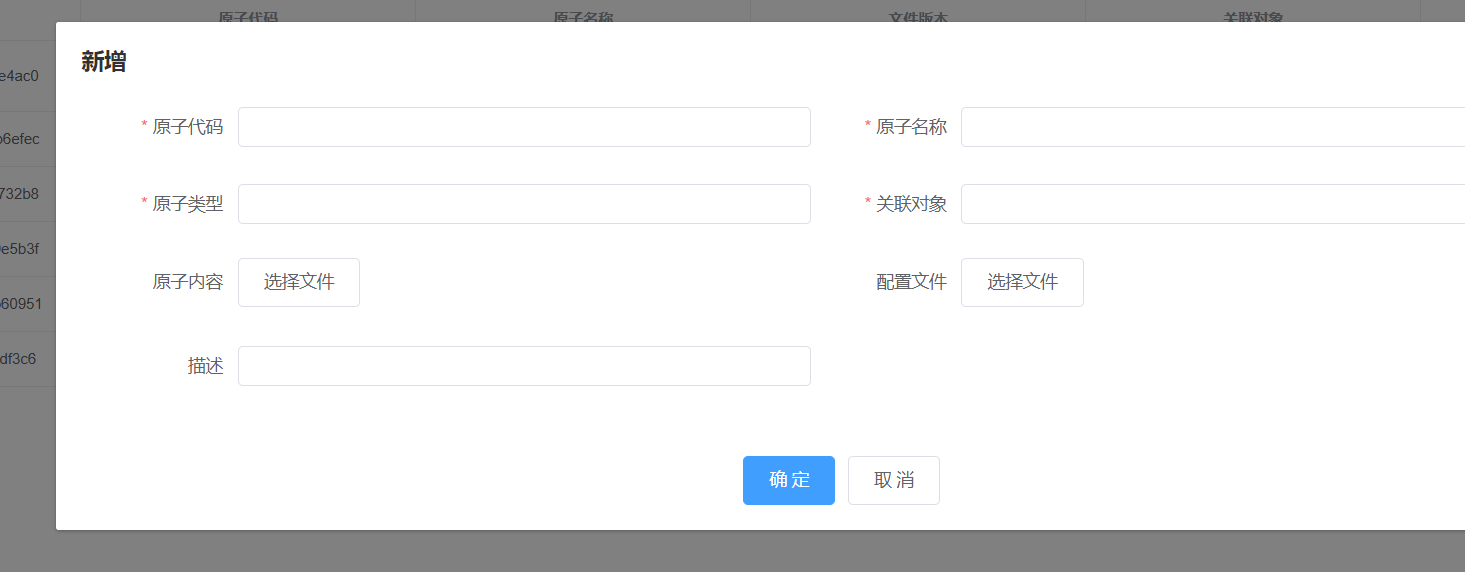 原子代码 原子名称 文件版本 关联对象
新增
e4ac0
* 原子代码 * 原子名称
b6efec
732b8
* 原子类型 * 关联对象
e5b3f
原子内容 选择文件 配置文件 选择文件
60951
df3c6
描述
确定 取消